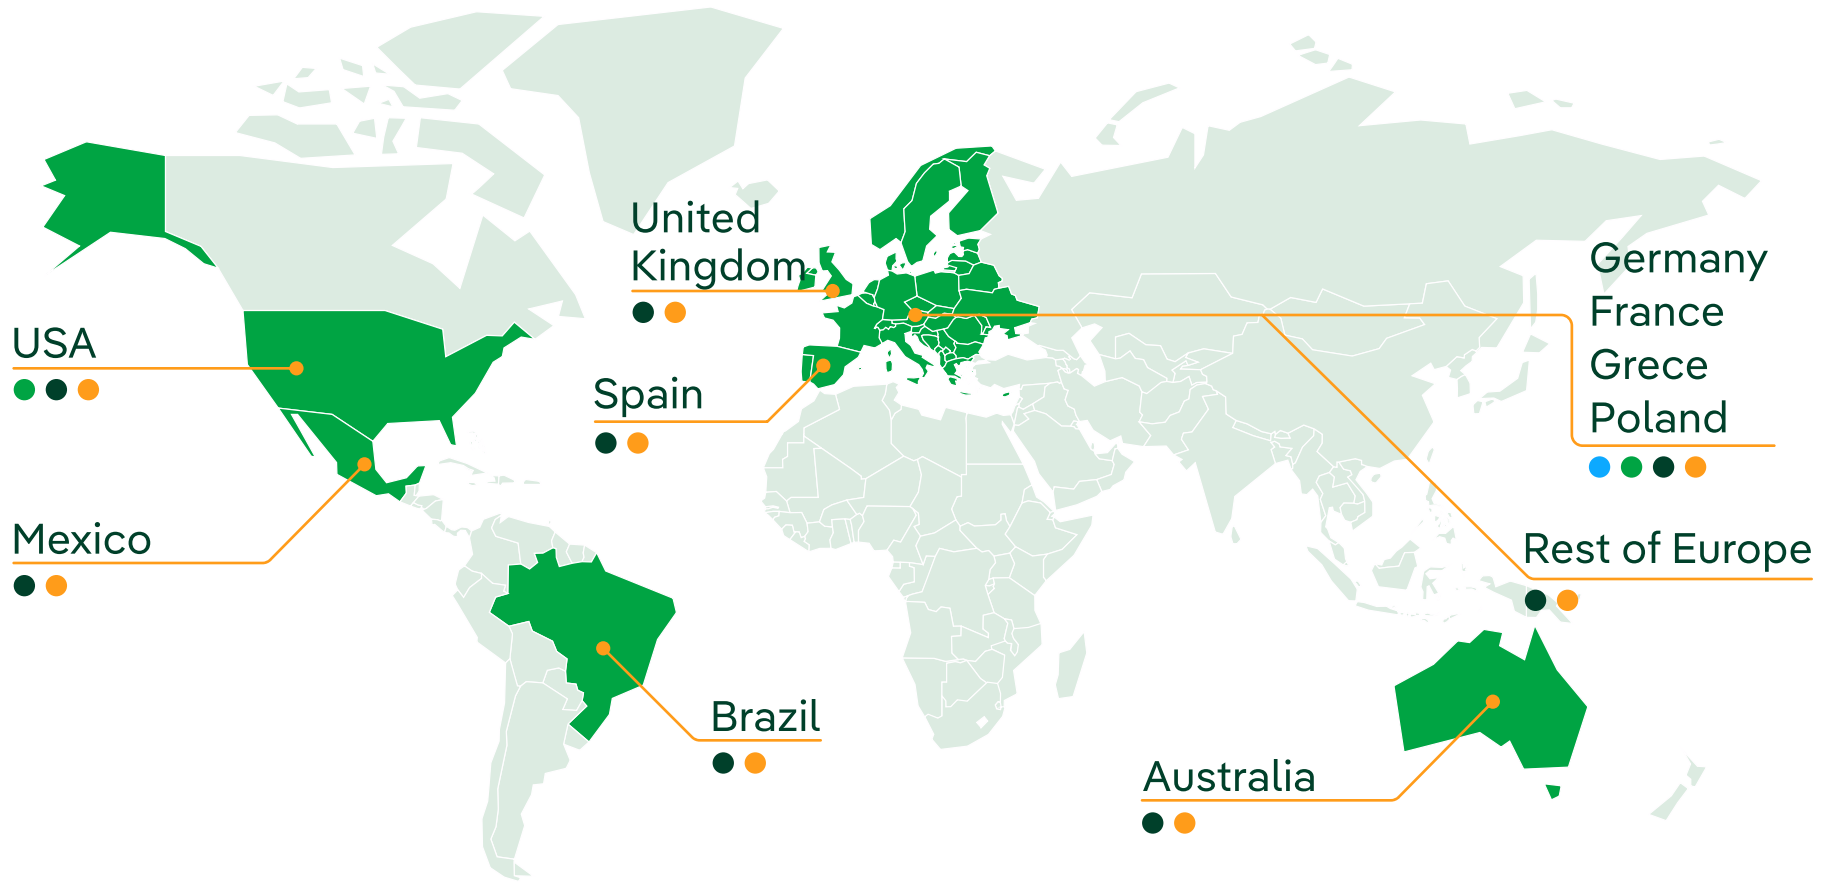 United
Kingdom
Germany
France
Grece
Poland
USA
Spain
Mexico
Rest of Europe
Brazil
Australia